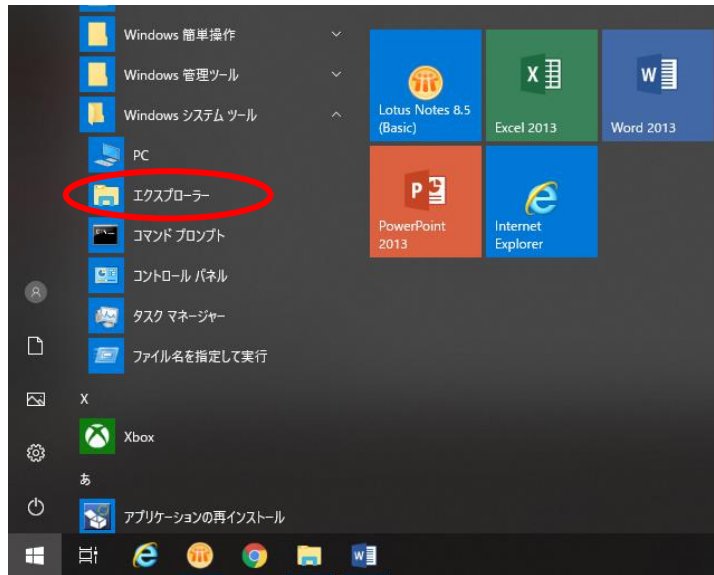 Windows 簡単操作
Windows 管理ツール
Windows システム ツール
PC
エクスプローラー
コマンド プロンプト
コントロール パネル
タスク マネージャー
ファイル名を指定して実行
X
Xbox
あ
アプリケーションの再インストール
Lotus Notes 8.5
(Basic)
Excel 2013
Word 2013
PowerPoint
2013
Internet
Explorer